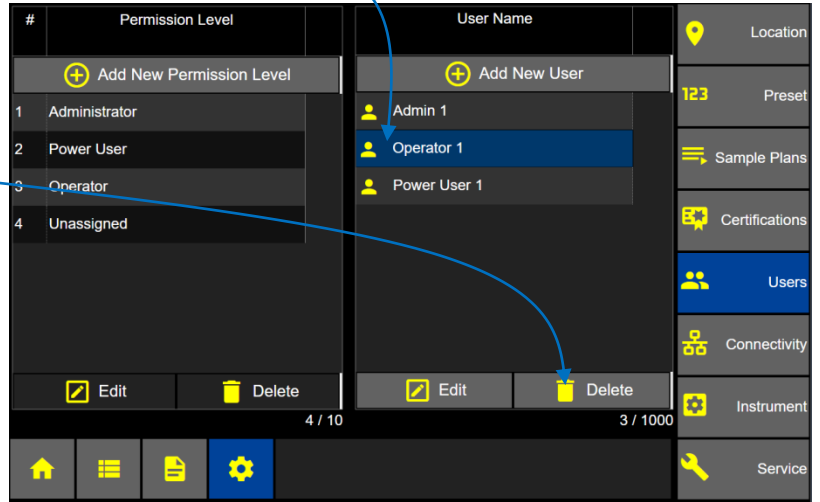 # Permission Level
Add New Permission Level
1 Administrator
2 Power User
3 Operator
4 Unassigned
Edit Delete
4 / 10
User Name
Add New User
Admin 1
Operator 1
Power User 1
Edit Delete
3 / 1000
Location
123 Preset
Sample Plans
Certifications
Users
Connectivity
Instrument
Service